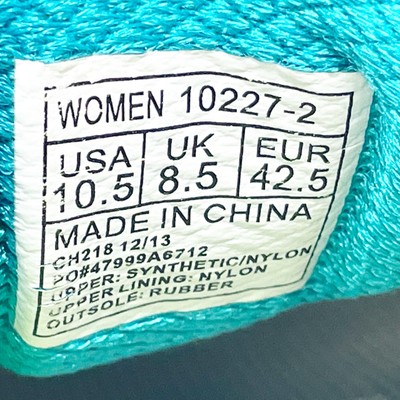 WOMEN 10227-2
USA UK EUR
10.5 8.5 42.5
MADE IN CHINA
CH218 12/13
PO#47999A6712
UPPER: SYNTHETIC/NYLON
UPPER LINING: NYLON
OUTSOLE: RUBBER